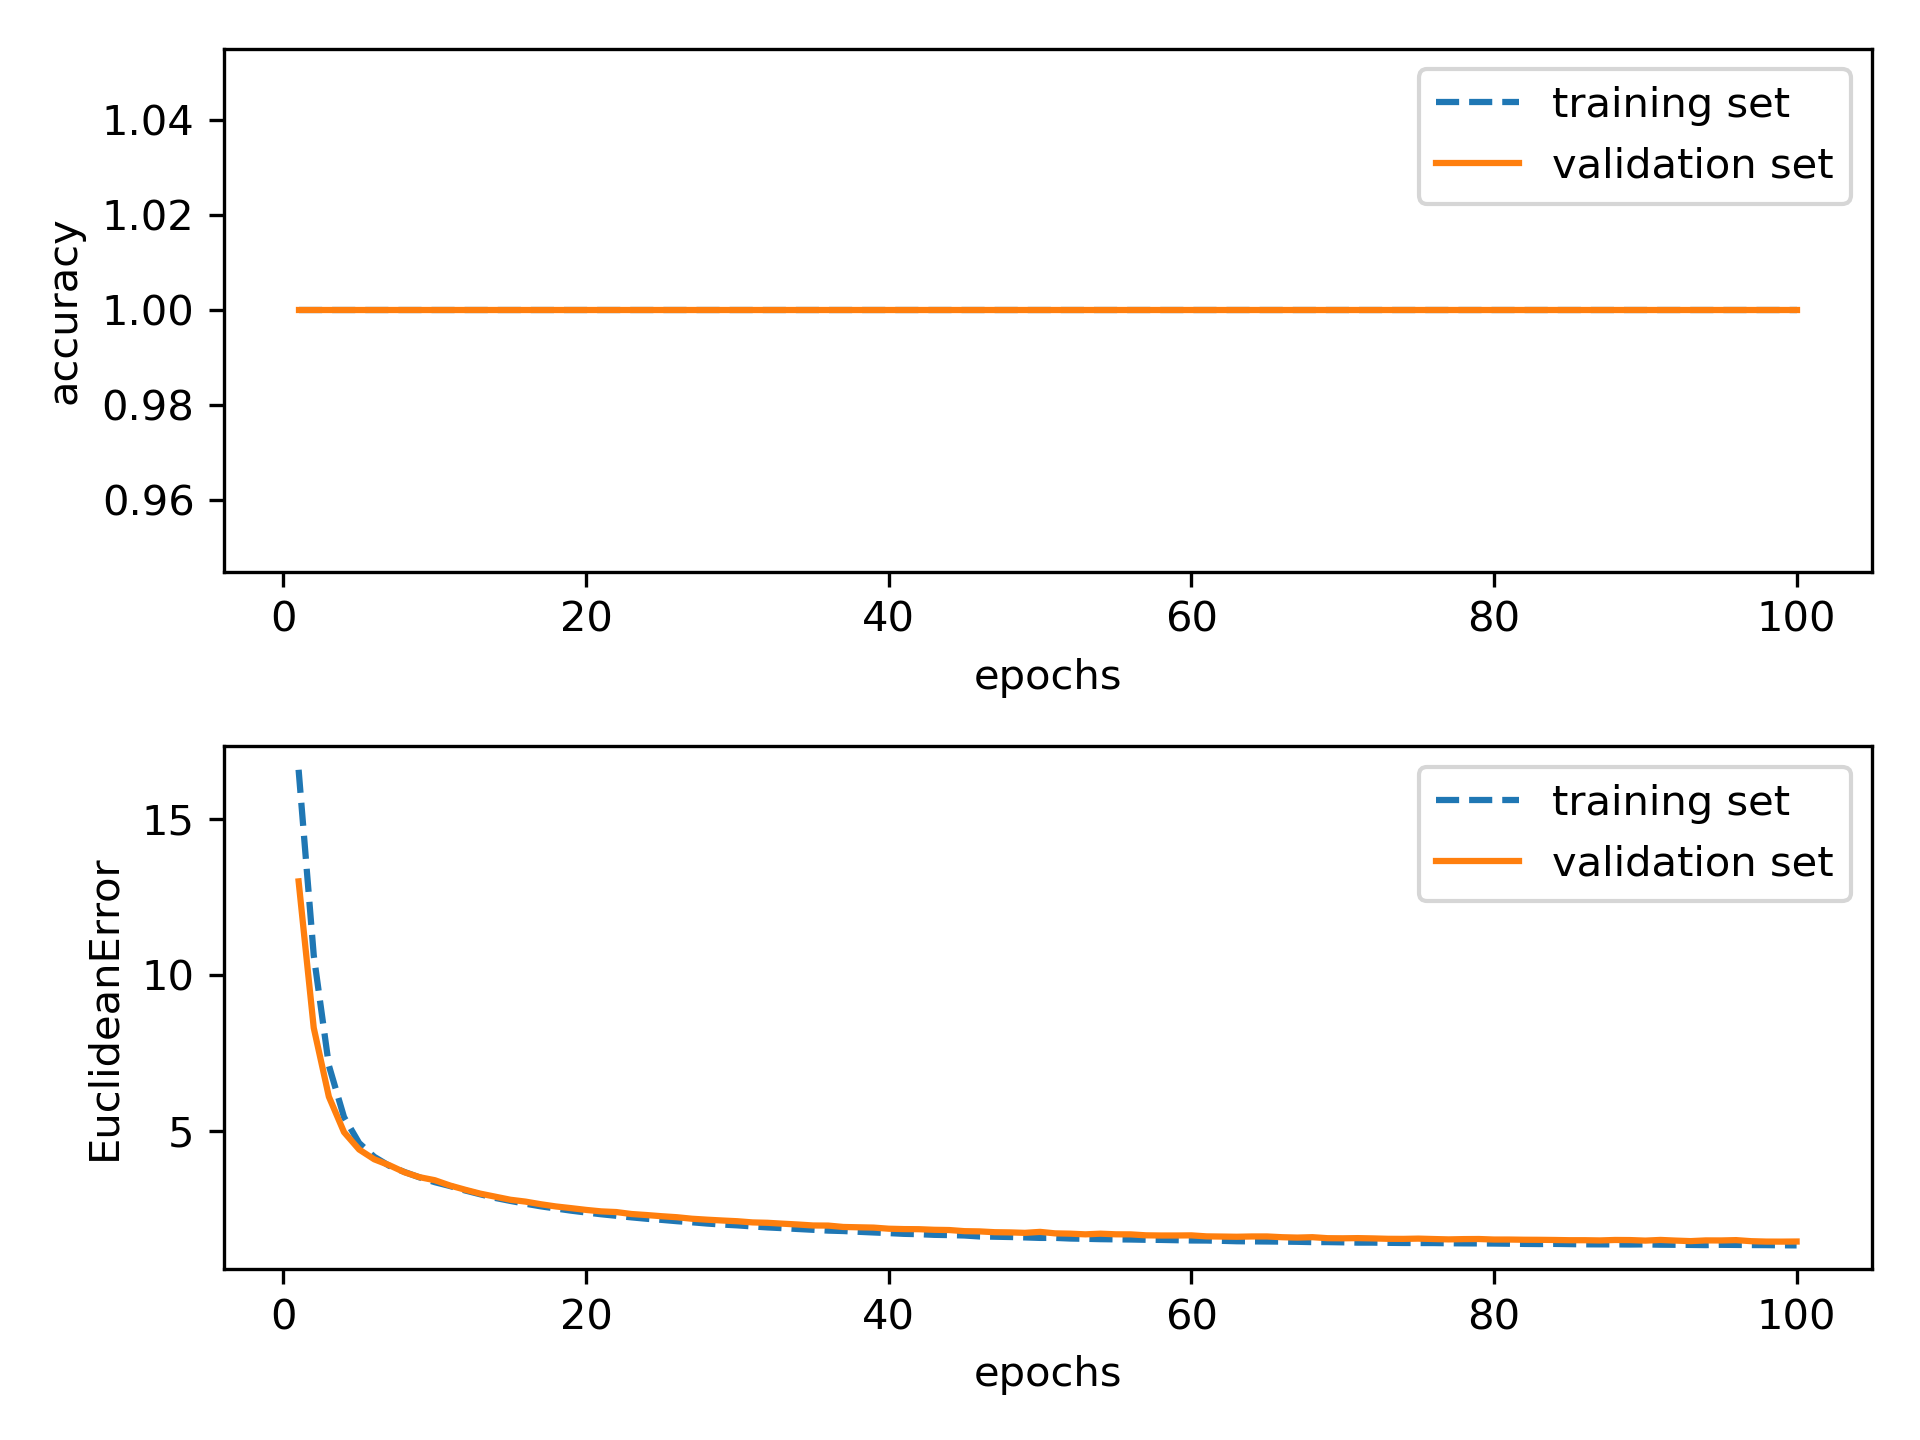 accuracy
1.04
1.02
1.00
0.98
0.96
training set
validation set
0 20 40 60 80 100
epochs
EuclideanError
15
10
5
training set
validation set
0 20 40 60 80 100
epochs